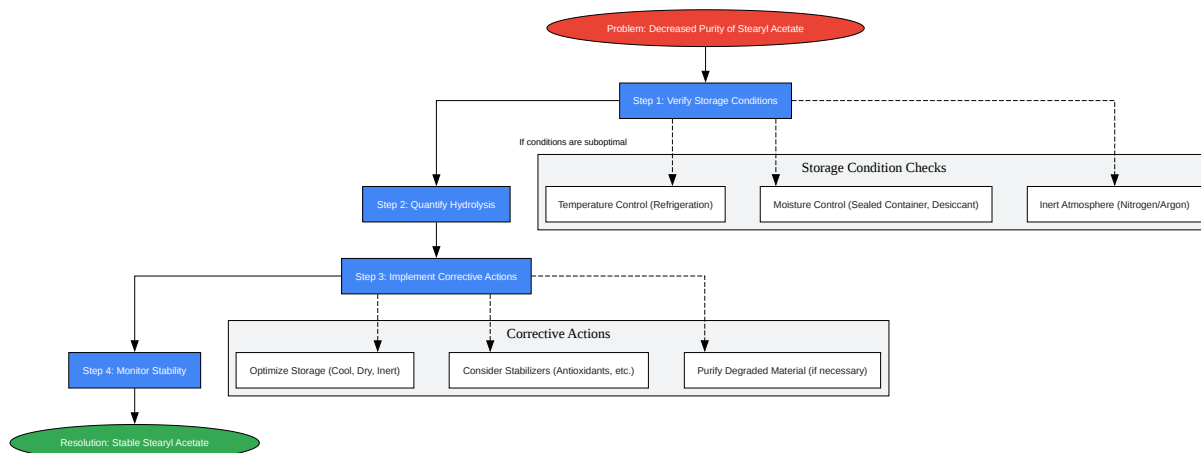 Problem: Decreased Purity of Stearyl Acetate
Step 1: Verify Storage Conditions
If conditions are suboptimal
Storage Condition Checks
Step 2: Quantify Hydrolysis
Temperature Control (Refrigeration)
Moisture Control (Sealed Container, Desiccant)
Inert Atmosphere (Nitrogen/Argon)
Step 3: Implement Corrective Actions
Corrective Actions
Step 4: Monitor Stability
Optimize Storage (Cool, Dry, Inert)
Consider Stabilizers (Antioxidants, etc.)
Purify Degraded Material (if necessary)
Resolution: Stable Stearyl Acetate